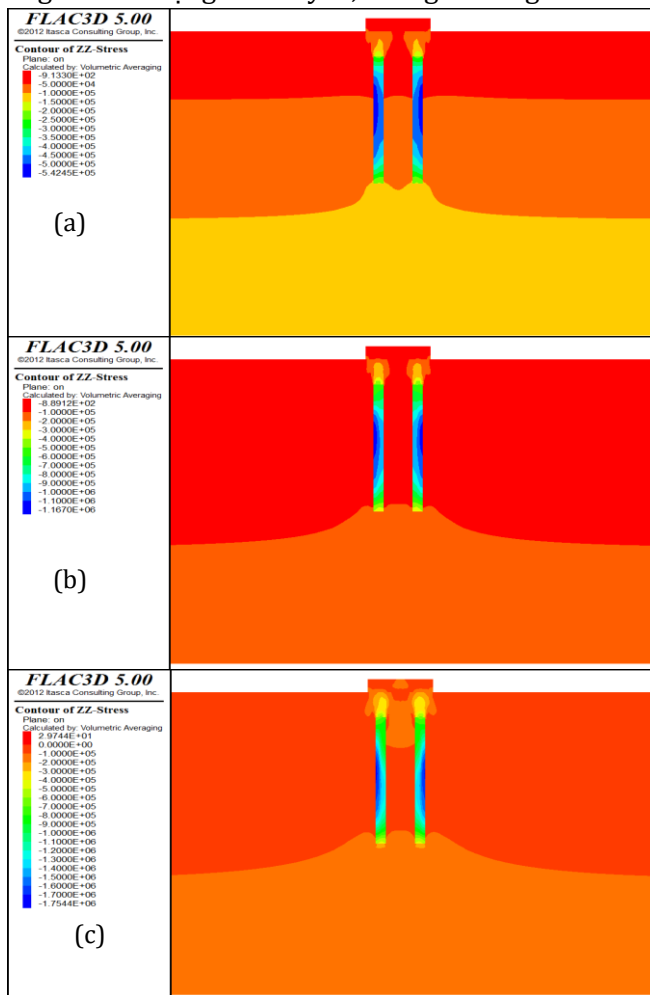 FLAC3D 5.00
©2012 Itasca Consulting Group, Inc.
Contour of ZZ-Stress
Plane: on
Calculated by: Volumetric Averaging
-9.1330E+02
-5.0000E+04
-1.0000E+05
-1.5000E+05
-2.0000E+05
-2.5000E+05
-3.0000E+05
-3.5000E+05
-4.0000E+05
-4.5000E+05
-5.0000E+05
-5.4245E+05
(a)
FLAC3D 5.00
©2012 Itasca Consulting Group, Inc.
Contour of ZZ-Stress
Plane: on
Calculated by: Volumetric Averaging
-8.8912E+02
-1.0000E+05
-2.0000E+05
-3.0000E+05
-4.0000E+05
-5.0000E+05
-6.0000E+05
-7.0000E+05
-8.0000E+05
-9.0000E+05
-1.0000E+06
-1.1000E+06
-1.1670E+06
(b)
FLAC3D 5.00
©2012 Itasca Consulting Group, Inc.
Contour of ZZ-Stress
Plane: on
Calculated by: Volumetric Averaging
2.9744E+01
0.0000E+00
-1.0000E+05
-2.0000E+05
-3.0000E+05
-4.0000E+05
-5.0000E+05
-6.0000E+05
-7.0000E+05
-8.0000E+05
-9.0000E+05
-1.0000E+06
-1.1000E+06
-1.2000E+06
-1.3000E+06
-1.4000E+06
-1.5000E+06
-1.6000E+06
-1.7000E+06
-1.7544E+06
(c)